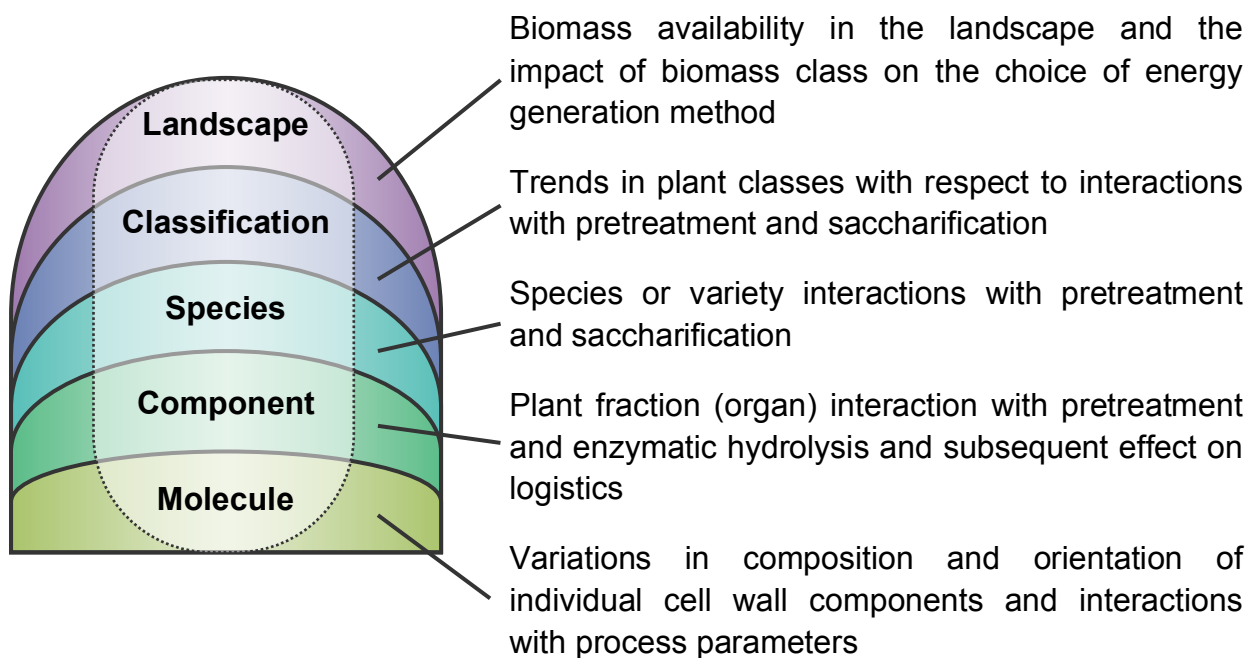 Landscape
Classification
Species
Component
Molecule
Biomass availability in the landscape and the
impact of biomass class on the choice of energy
generation method
Trends in plant classes with respect to interactions
with pretreatment and saccharification
Species or variety interactions with pretreatment
and saccharification
Plant fraction (organ) interaction with pretreatment
and enzymatic hydrolysis and subsequent effect on
logistics
Variations in composition and orientation of
individual cell wall components and interactions
with process parameters